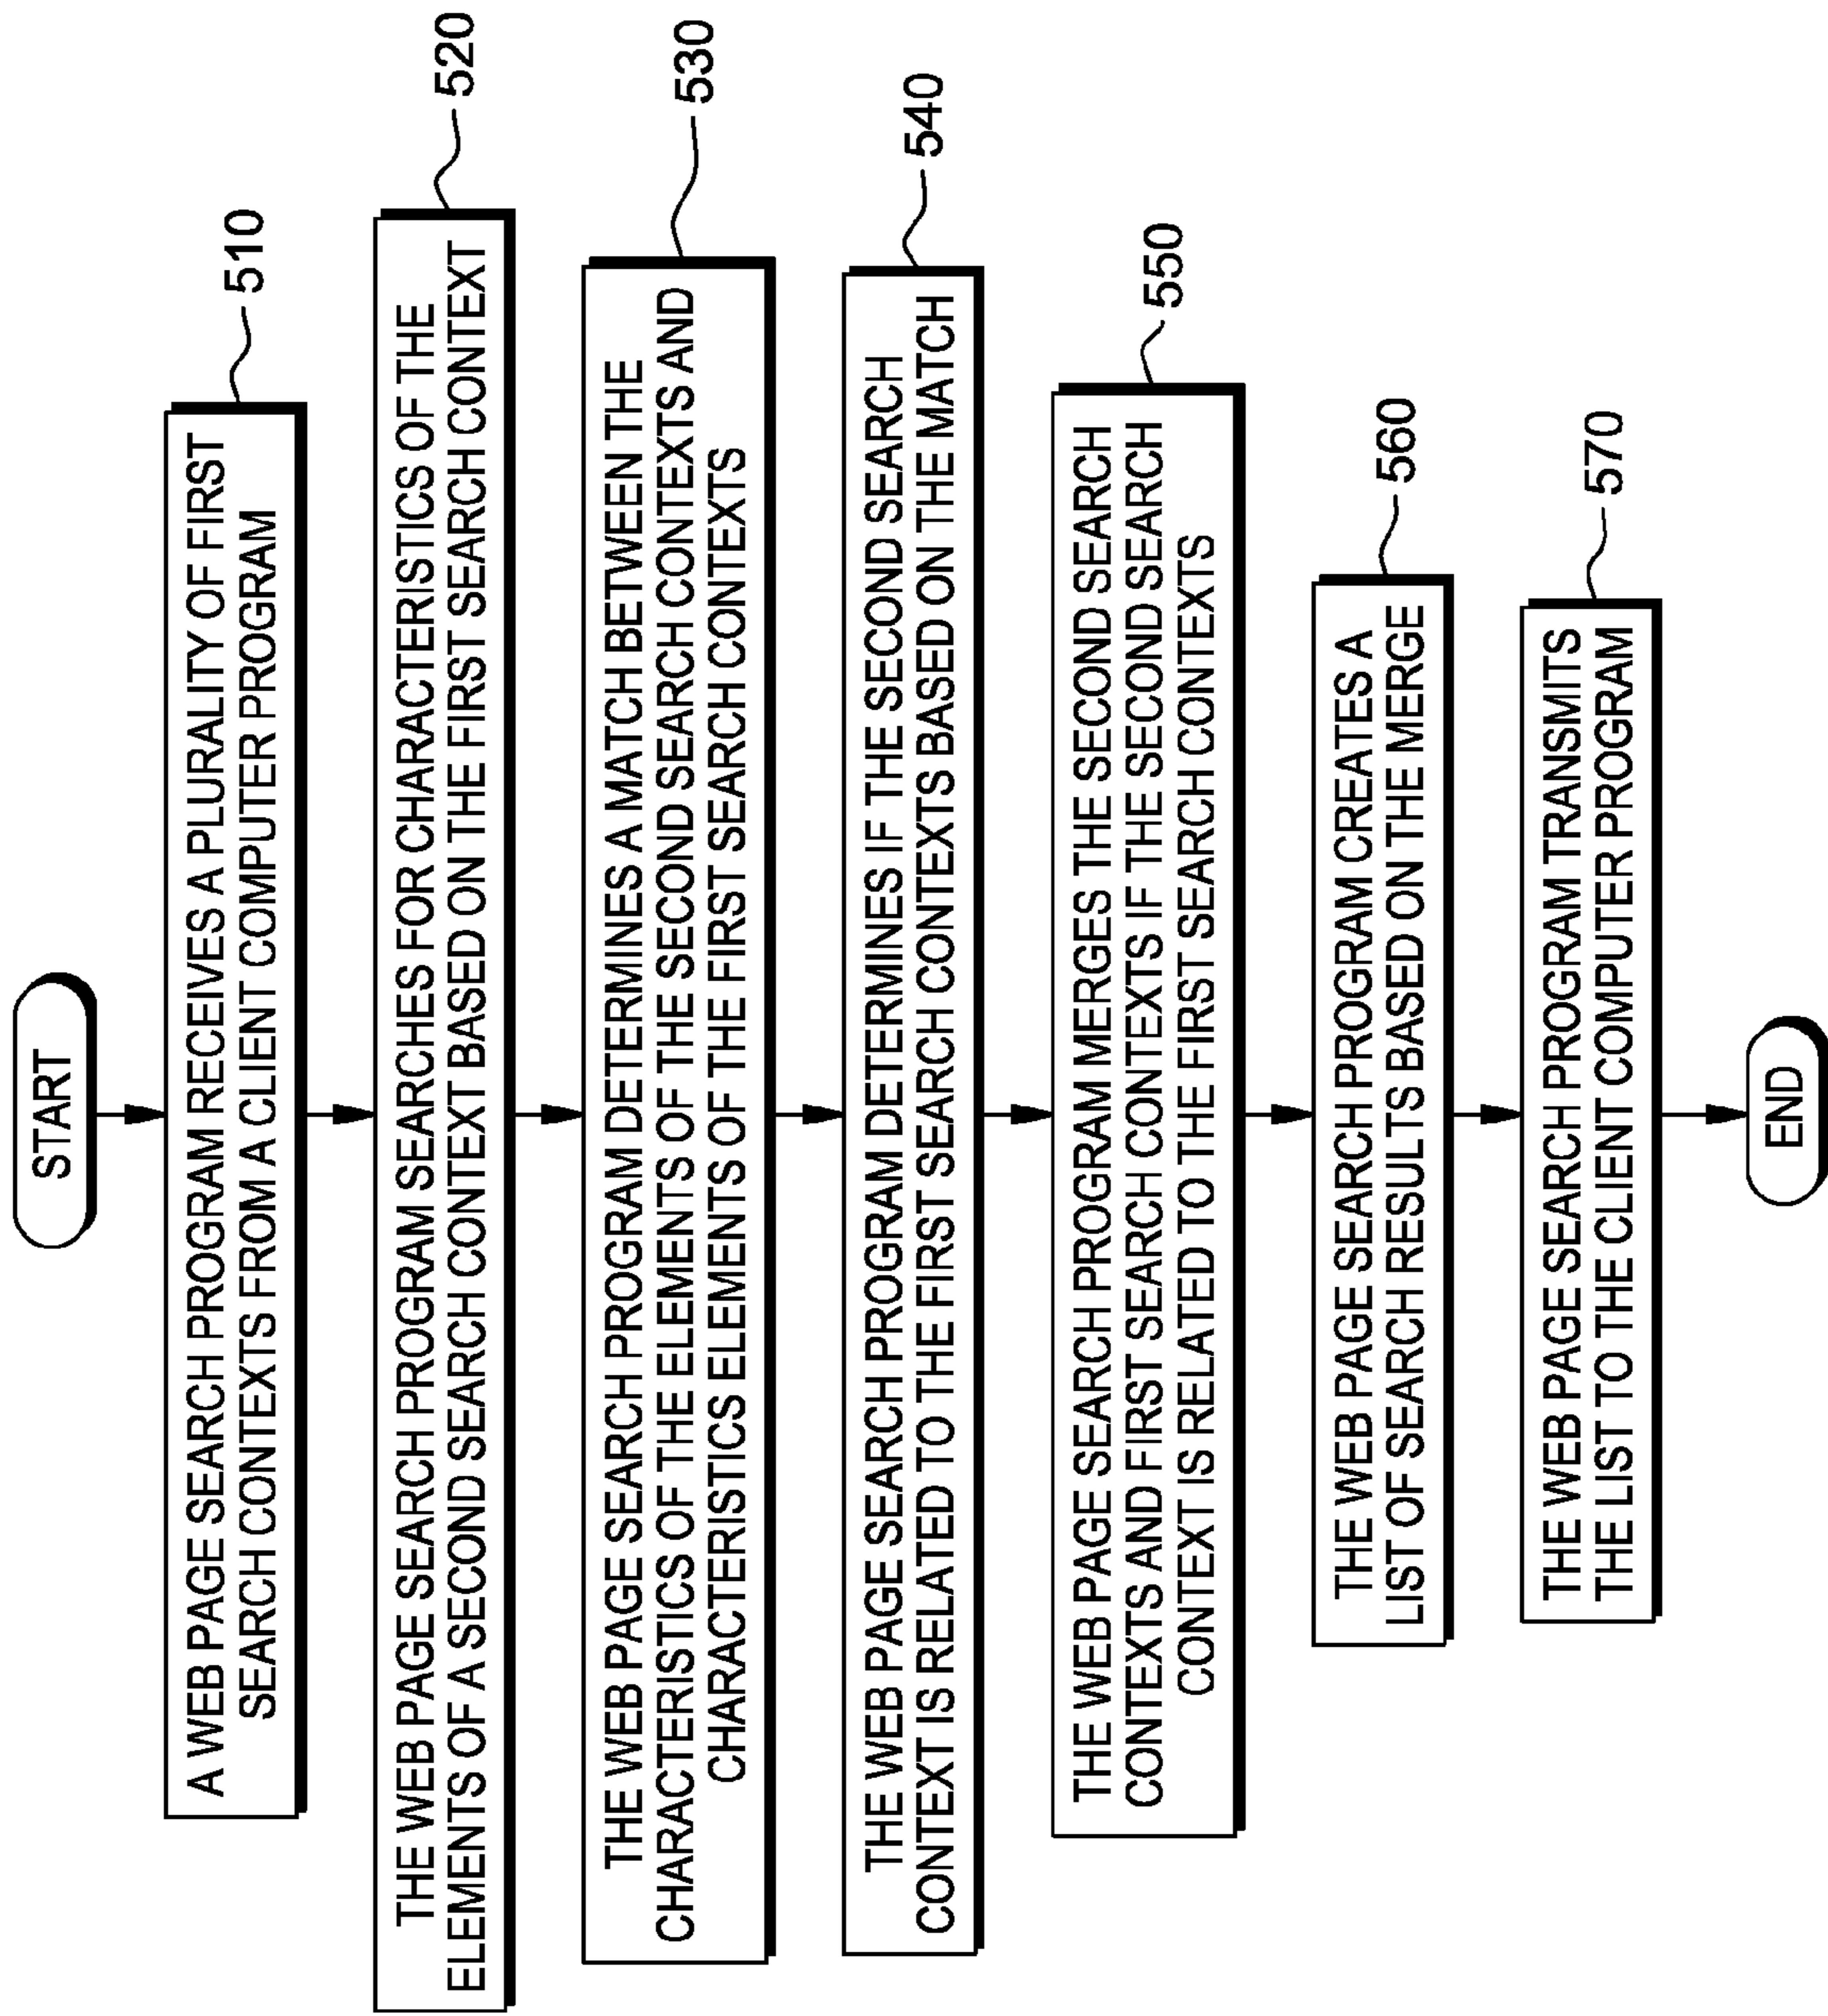 START
A WEB PAGE SEARCH PROGRAM RECEIVES A PLURALITY OF FIRST
SEARCH CONTEXTS FROM A CLIENT COMPUTER PROGRAM
510
THE WEB PAGE SEARCH PROGRAM SEARCHES FOR CHARACTERISTICS OF THE
ELEMENTS OF A SECOND SEARCH CONTEXT BASED ON THE FIRST SEARCH CONTEXT
520
THE WEB PAGE SEARCH PROGRAM DETERMINES A MATCH BETWEEN THE
CHARACTERISTICS OF THE ELEMENTS OF THE SECOND SEARCH CONTEXTS AND
CHARACTERISTICS ELEMENTS OF THE FIRST SEARCH CONTEXTS
530
THE WEB PAGE SEARCH PROGRAM DETERMINES IF THE SECOND SEARCH
CONTEXT IS RELATED TO THE FIRST SEARCH CONTEXTS BASED ON THE MATCH
540
THE WEB PAGE SEARCH PROGRAM MERGES THE SECOND SEARCH
CONTEXTS AND FIRST SEARCH CONTEXTS IF THE SECOND SEARCH
CONTEXT IS RELATED TO THE FIRST SEARCH CONTEXTS
550
THE WEB PAGE SEARCH PROGRAM CREATES A
LIST OF SEARCH RESULTS BASED ON THE MERGE
560
THE WEB PAGE SEARCH PROGRAM TRANSMITS
THE LIST TO THE CLIENT COMPUTER PROGRAM
570
END